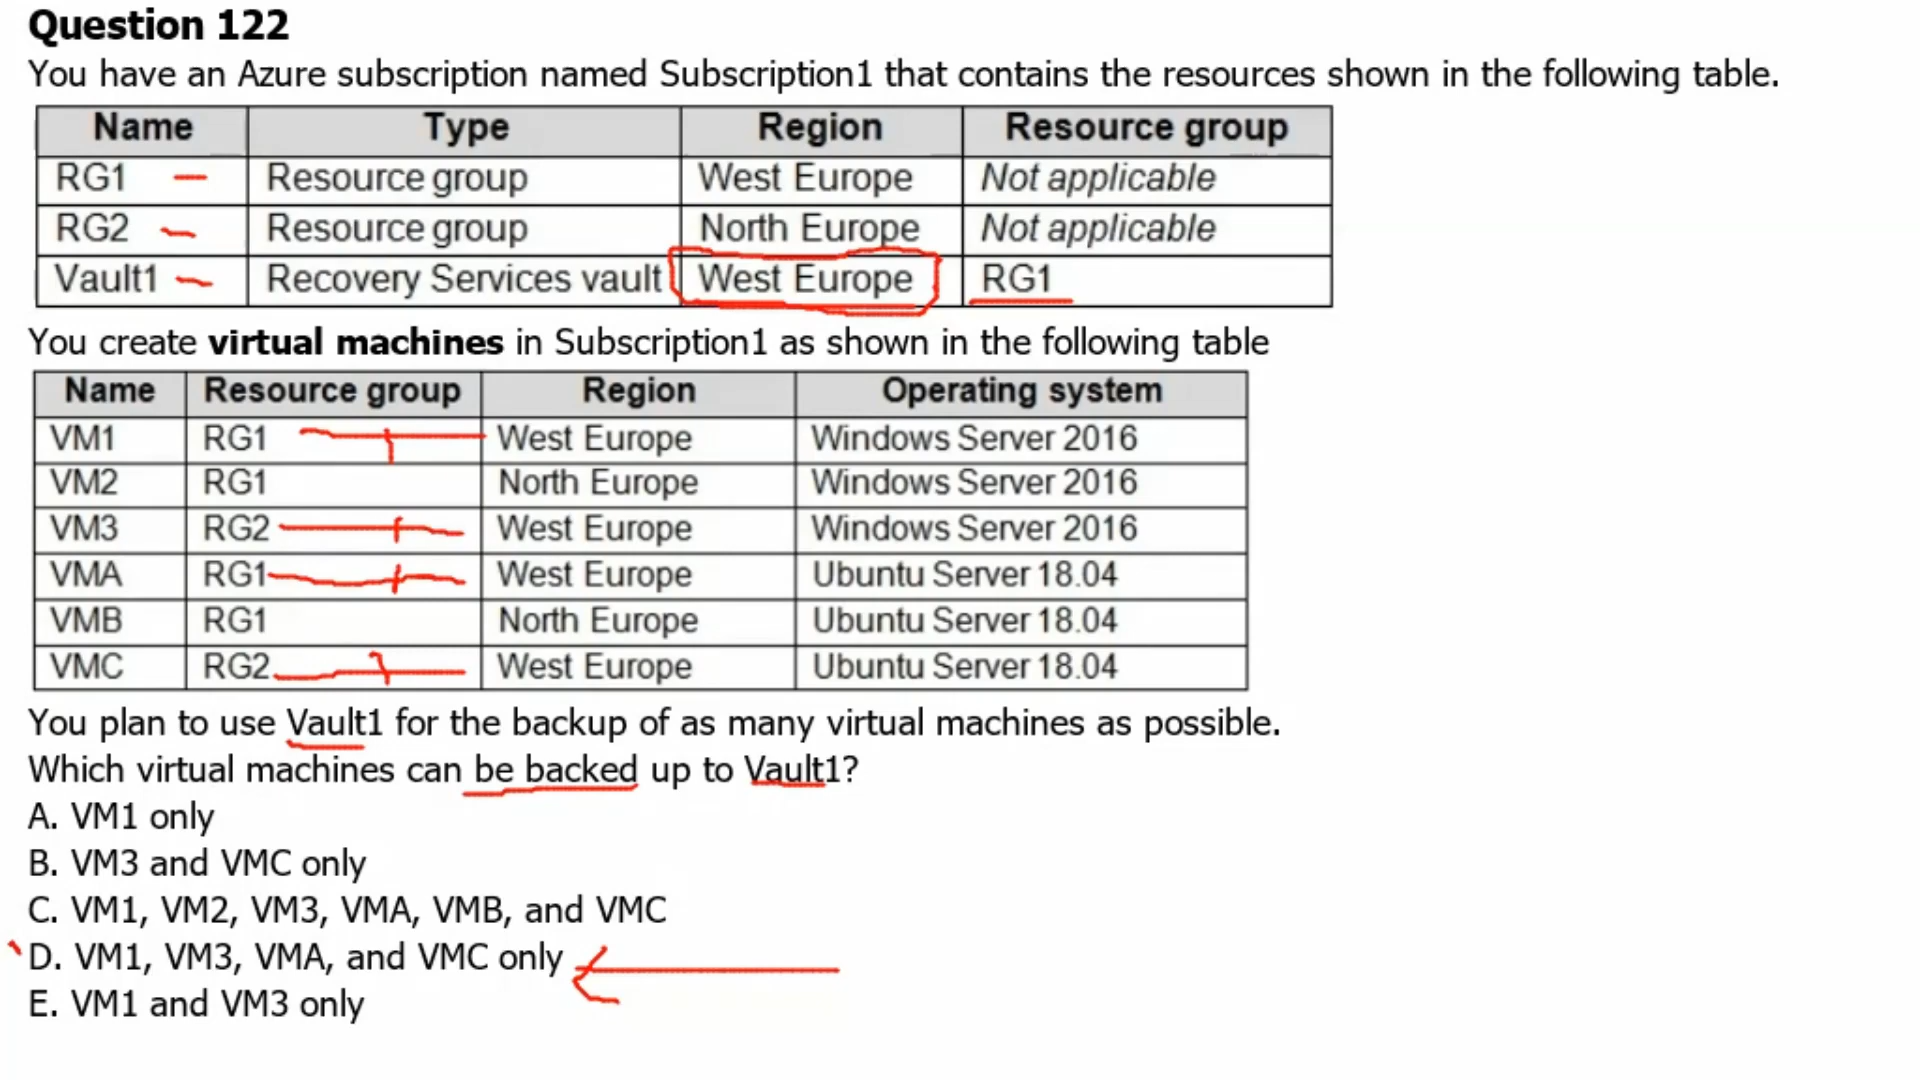 Question 122
You have an Azure subscription named Subscription1 that contains the resources shown in the following table.
Name Type Region Resource group
RG1 Resource group West Europe Not applicable
RG2 Resource group North Europe Not applicable
Vault1 Recovery Services vault West Europe RG1
You create virtual machines in Subscription1 as shown in the following table
Name Resource group Region Operating system
VM1 RG1 West Europe Windows Server 2016
VM2 RG1 North Europe Windows Server 2016
VM3 RG2 West Europe Windows Server 2016
VMA RG1 West Europe Ubuntu Server 18.04
VMB RG1 North Europe Ubuntu Server 18.04
VMC RG2 West Europe Ubuntu Server 18.04
You plan to use Vault1 for the backup of as many virtual machines as possible.
Which virtual machines can be backed up to Vault1?
A. VM1 only
B. VM3 and VMC only
C. VM1, VM2, VM3, VMA, VMB, and VMC
D. VM1, VM3, VMA, and VMC only
E. VM1 and VM3 only